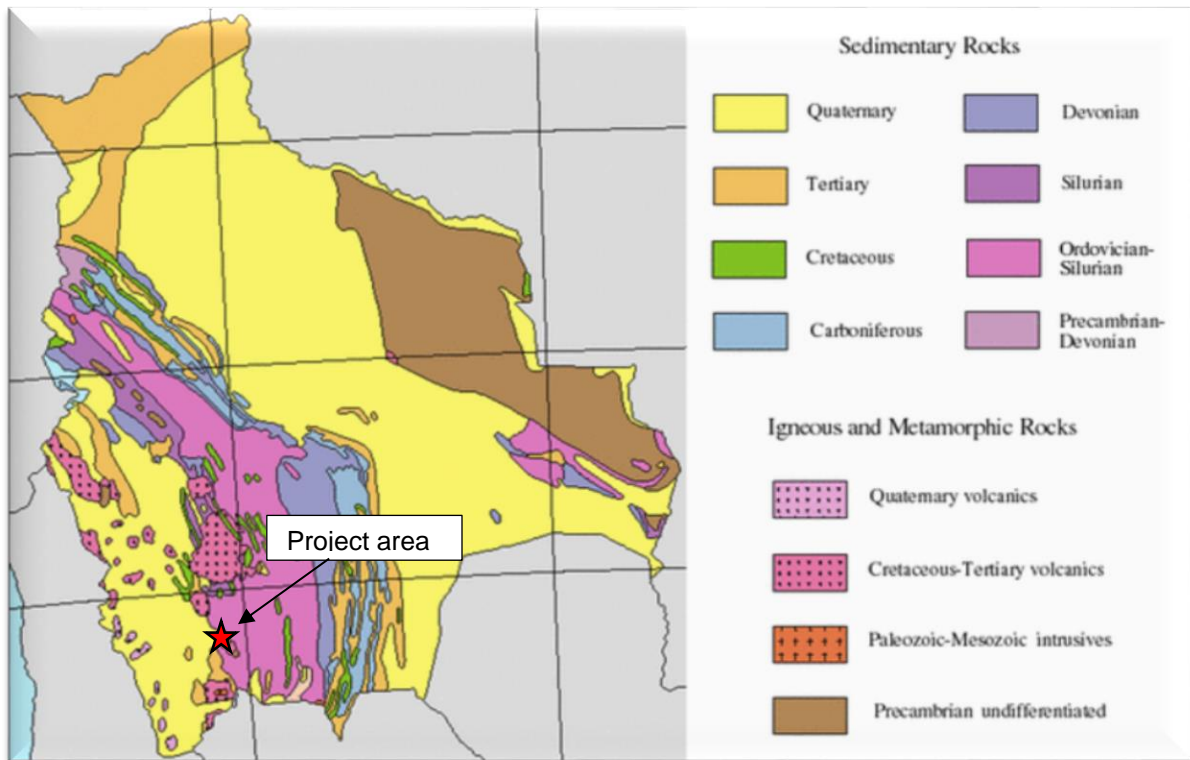 Sedimentary Rocks
Quaternary
Devonian
Tertiary
Silurian
Cretaceous
Ordovician-
Silurian
Carboniferous
Precambrian-
Devonian
Igneous and Metamorphic Rocks
Quaternary volcanics
Cretaceous-Tertiary volcanics
Paleozoic-Mesozoic intrusives
Precambrian undifferentiated
Project area